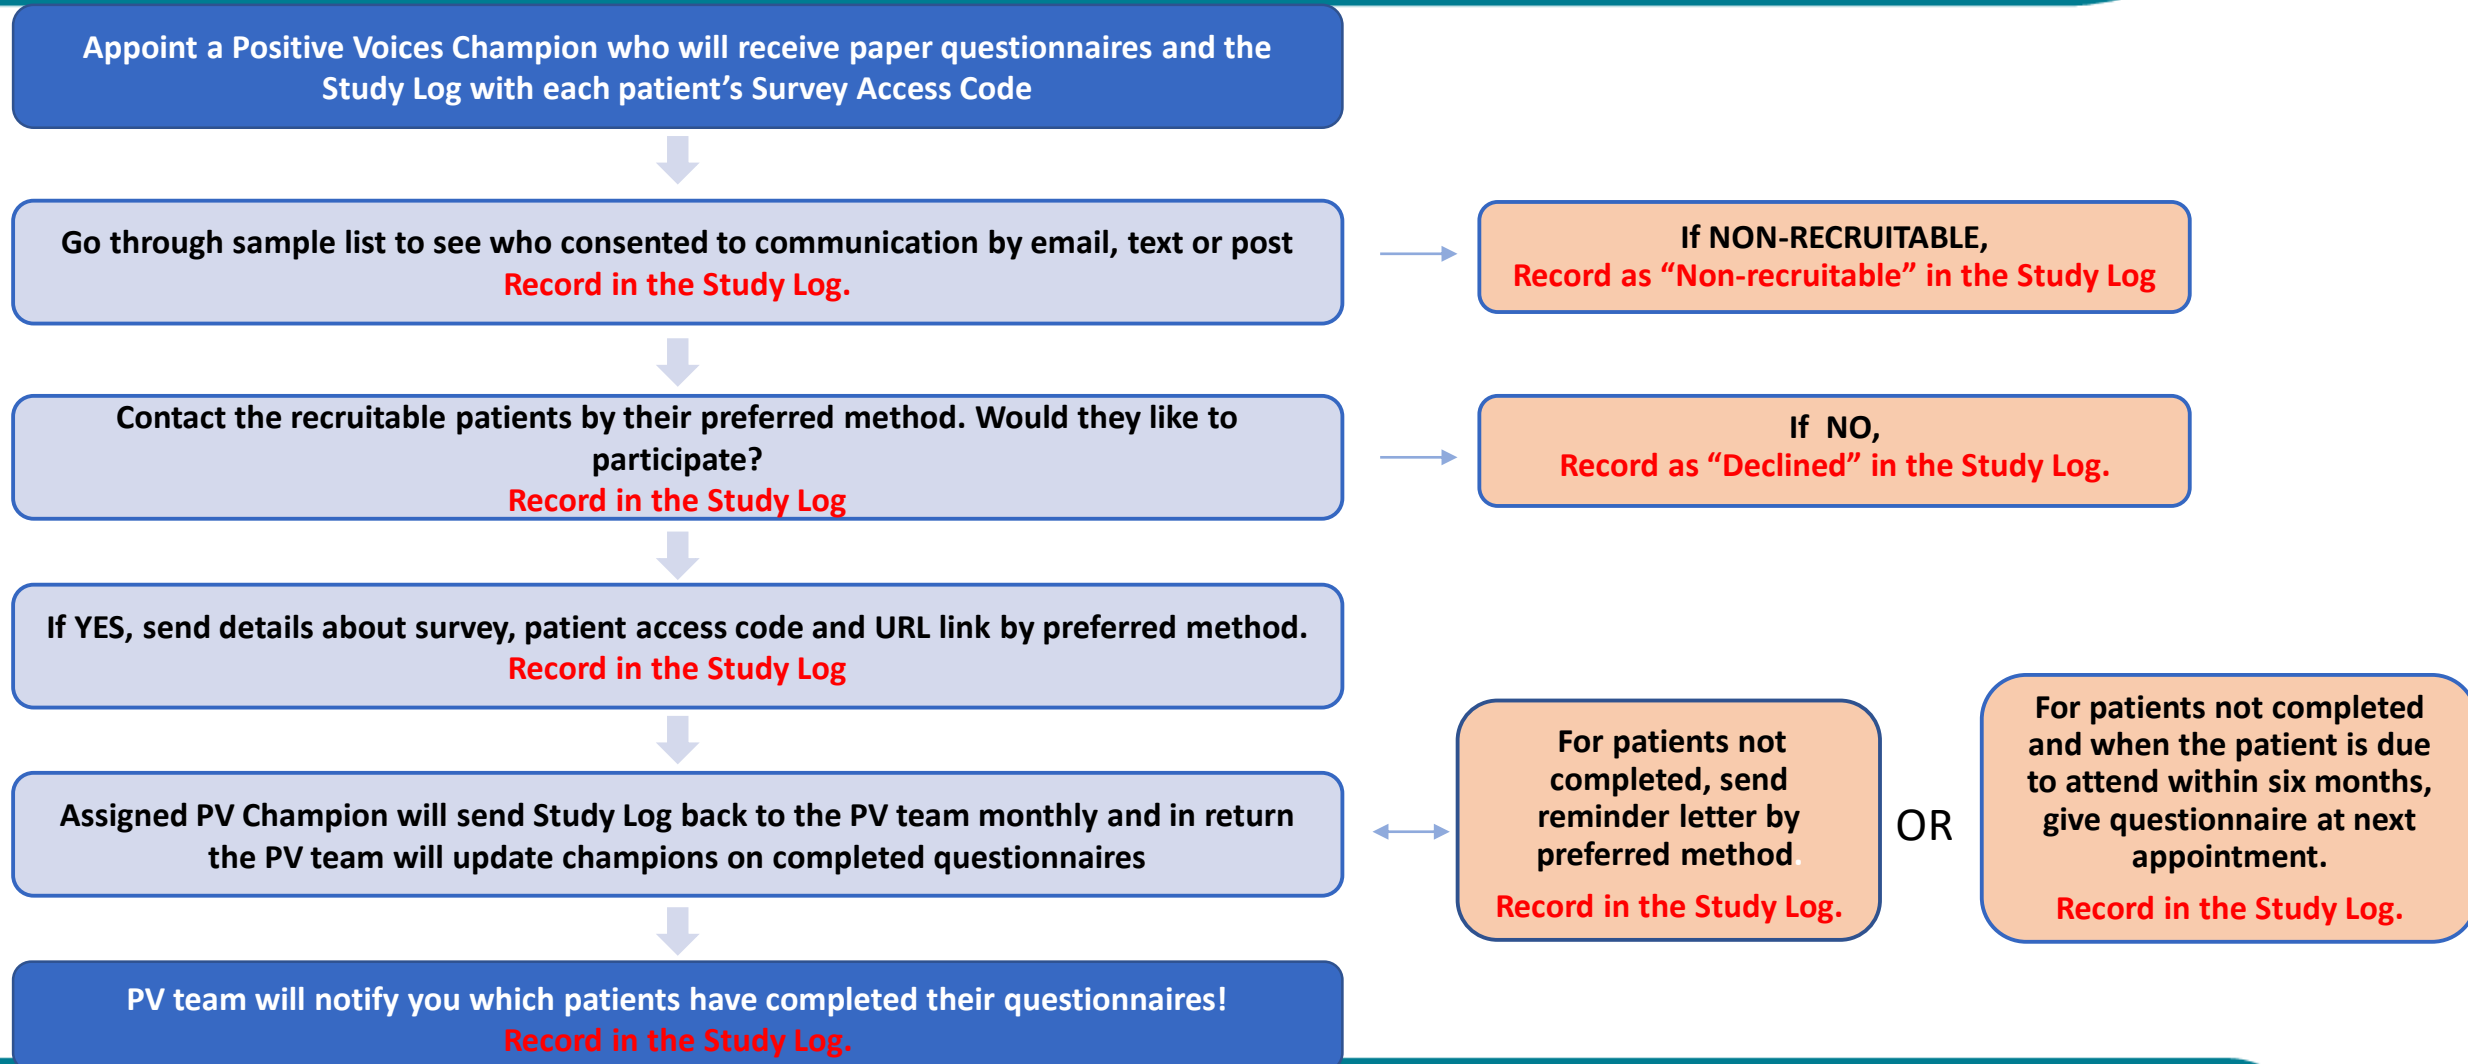 Appoint a Positive Voices Champion who will receive paper questionnaires and the
Study Log with each patient’s Survey Access Code
Go through sample list to see who consented to communication by email, text or post
Record in the Study Log.
If NON-RECRUITABLE,
Record as “Non-recruitable” in the Study Log
Contact the recruitable patients by their preferred method. Would they like to
participate?
Record in the Study Log
If  NO,
Record as “Declined” in the Study Log.
If YES, send details about survey, patient access code and URL link by preferred method.
Record in the Study Log
Assigned PV Champion will send Study Log back to the PV team monthly and in return
the PV team will update champions on completed questionnaires
For patients not
completed, send
reminder letter by
preferred method.
Record in the Study Log.
OR
For patients not completed
and when the patient is due
to attend within six months,
give questionnaire at next
appointment.
Record in the Study Log.
PV team will notify you which patients have completed their questionnaires!
Record in the Study Log.